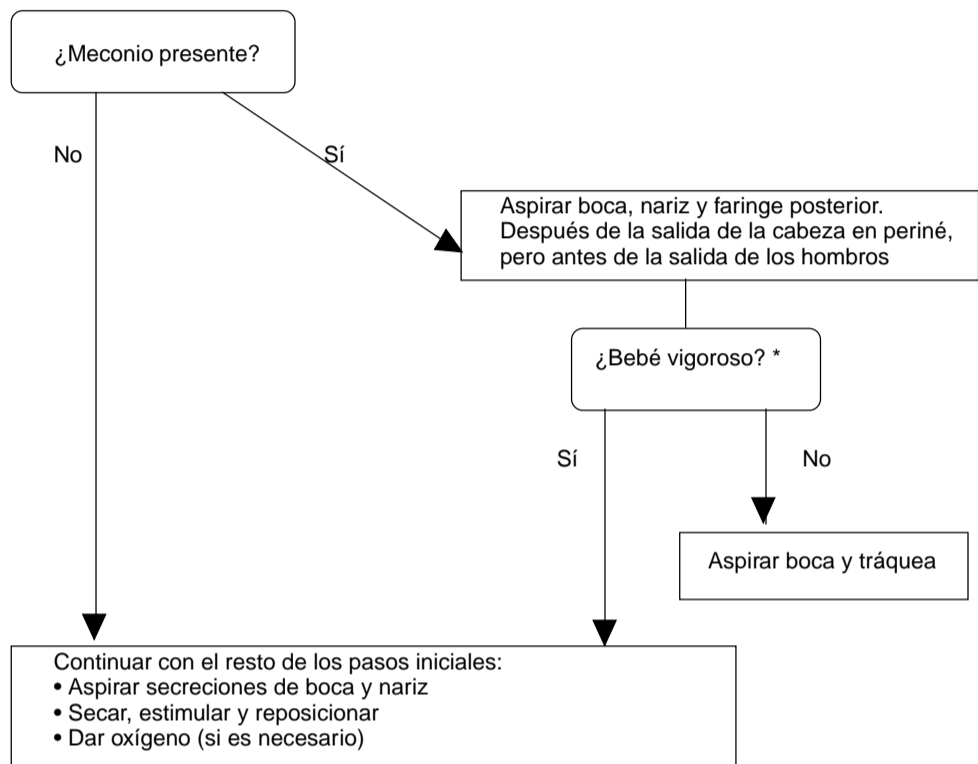 ¿Meconio presente?
No
Sí
Aspirar boca, nariz y faringe posterior.
Después de la salida de la cabeza en periné,
pero antes de la salida de los hombros
¿Bebé vigoroso? *
Sí
No
Aspirar boca y tráquea
Continuar con el resto de los pasos iniciales:
• Aspirar secreciones de boca y nariz
• Secar, estimular y reposicionar
• Dar oxígeno (si es necesario)